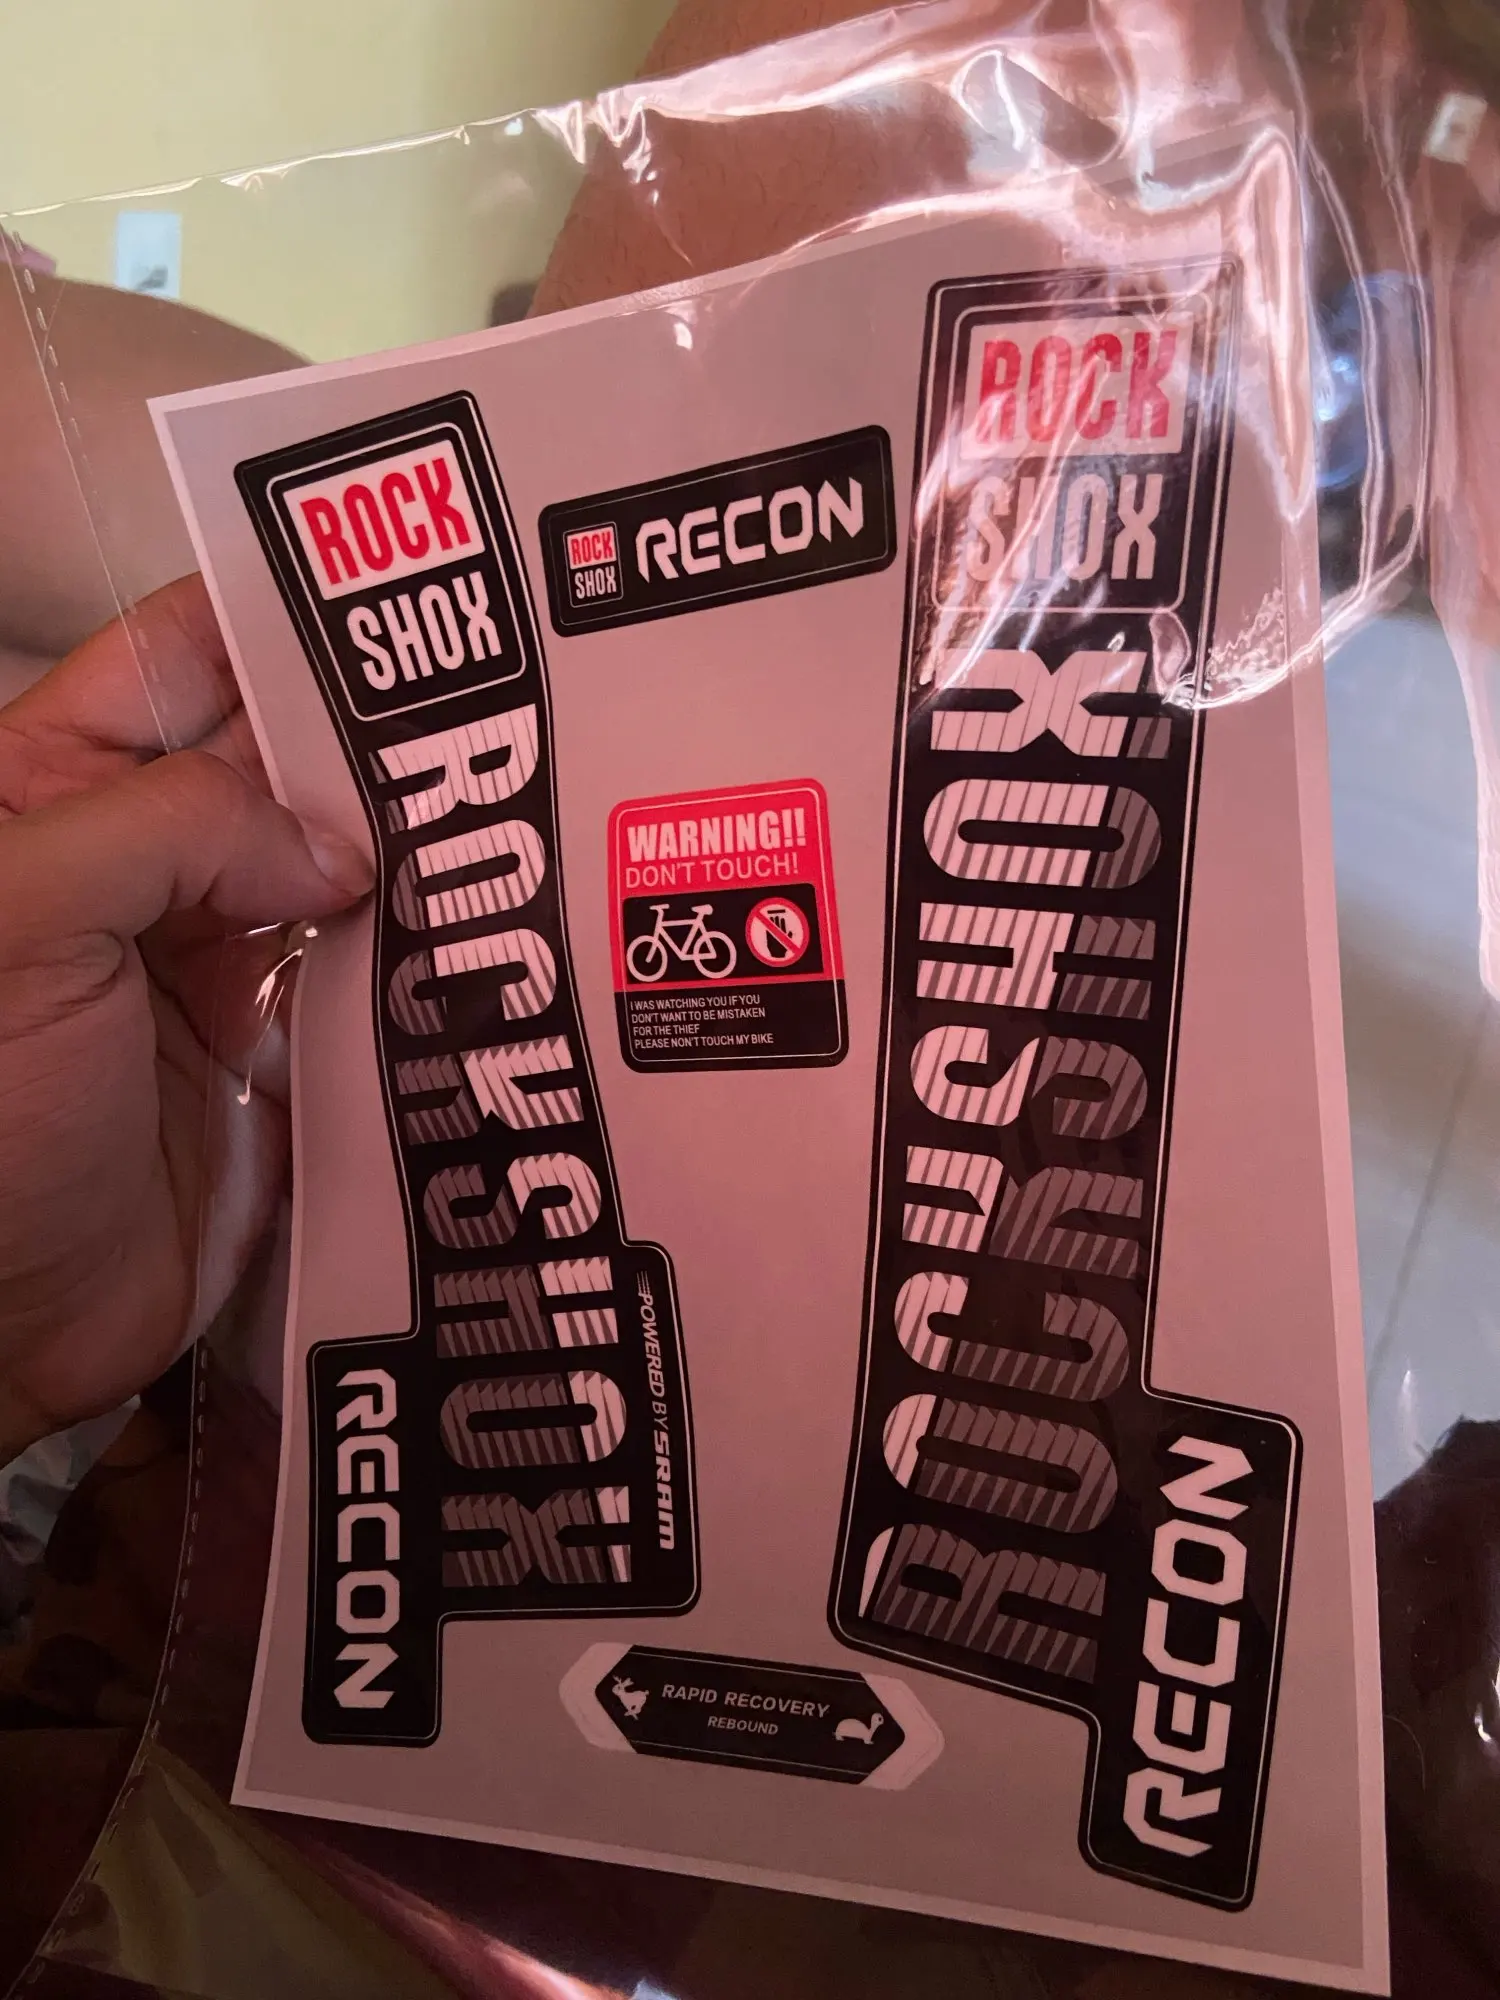 ROCK
SHOX
ROCKSHOX
RECON
POWERED BY SRAM
ROCK
SHOX
RECON
WARNING!!
DON'T TOUCH!
I WAS WATCHING YOU IF YOU
DON'T WANT TO BE MISTAKEN
FOR THE THIEF
PLEASE NON'T TOUCH MY BIKE
RAPID RECOVERY
REBOUND
ROCK
SHOX
ROCKSHOX
RECON